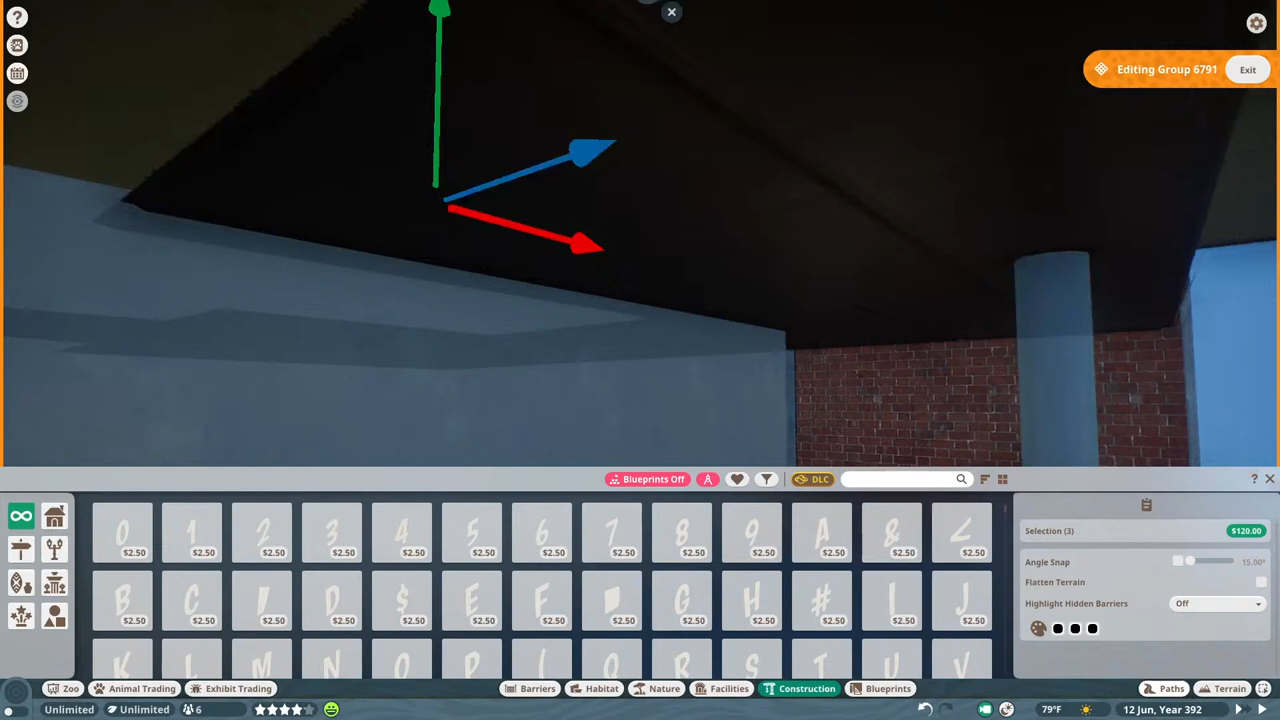 Editing Group 6791
Exit
Blueprints Off
DLC
0 1 2 3 4 5 6 7 8 9 A & <
$2.50 $2.50 $2.50 $2.50 $2.50 $2.50 $2.50 $2.50 $2.50 $2.50 $2.50 $2.50 $2.50
B C D $ E F G H # I J
$2.50 $2.50 $2.50 $2.50 $2.50 $2.50 $2.50 $2.50 $2.50 $2.50 $2.50 $2.50 $2.50
K L M N O P ( Q R S T U V
Selection (3)
$120.00
Angle Snap
15.00°
Flatten Terrain
Highlight Hidden Barriers
Off
Zoo
Animal Trading
Exhibit Trading
Barriers
Habitat
Nature
Facilities
Construction
Blueprints
Paths
Terrain
Unlimited
Unlimited
6
79°F
12 Jun, Year 392